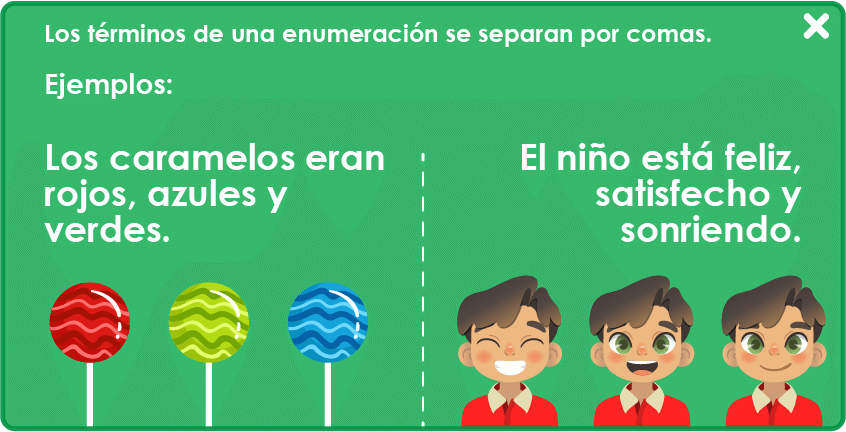 Los términos de una enumeración se separan por comas.
Ejemplos:
Los caramelos eran
rojos, azules y
verdes.
El niño está feliz,
satisfecho y
sonriendo.